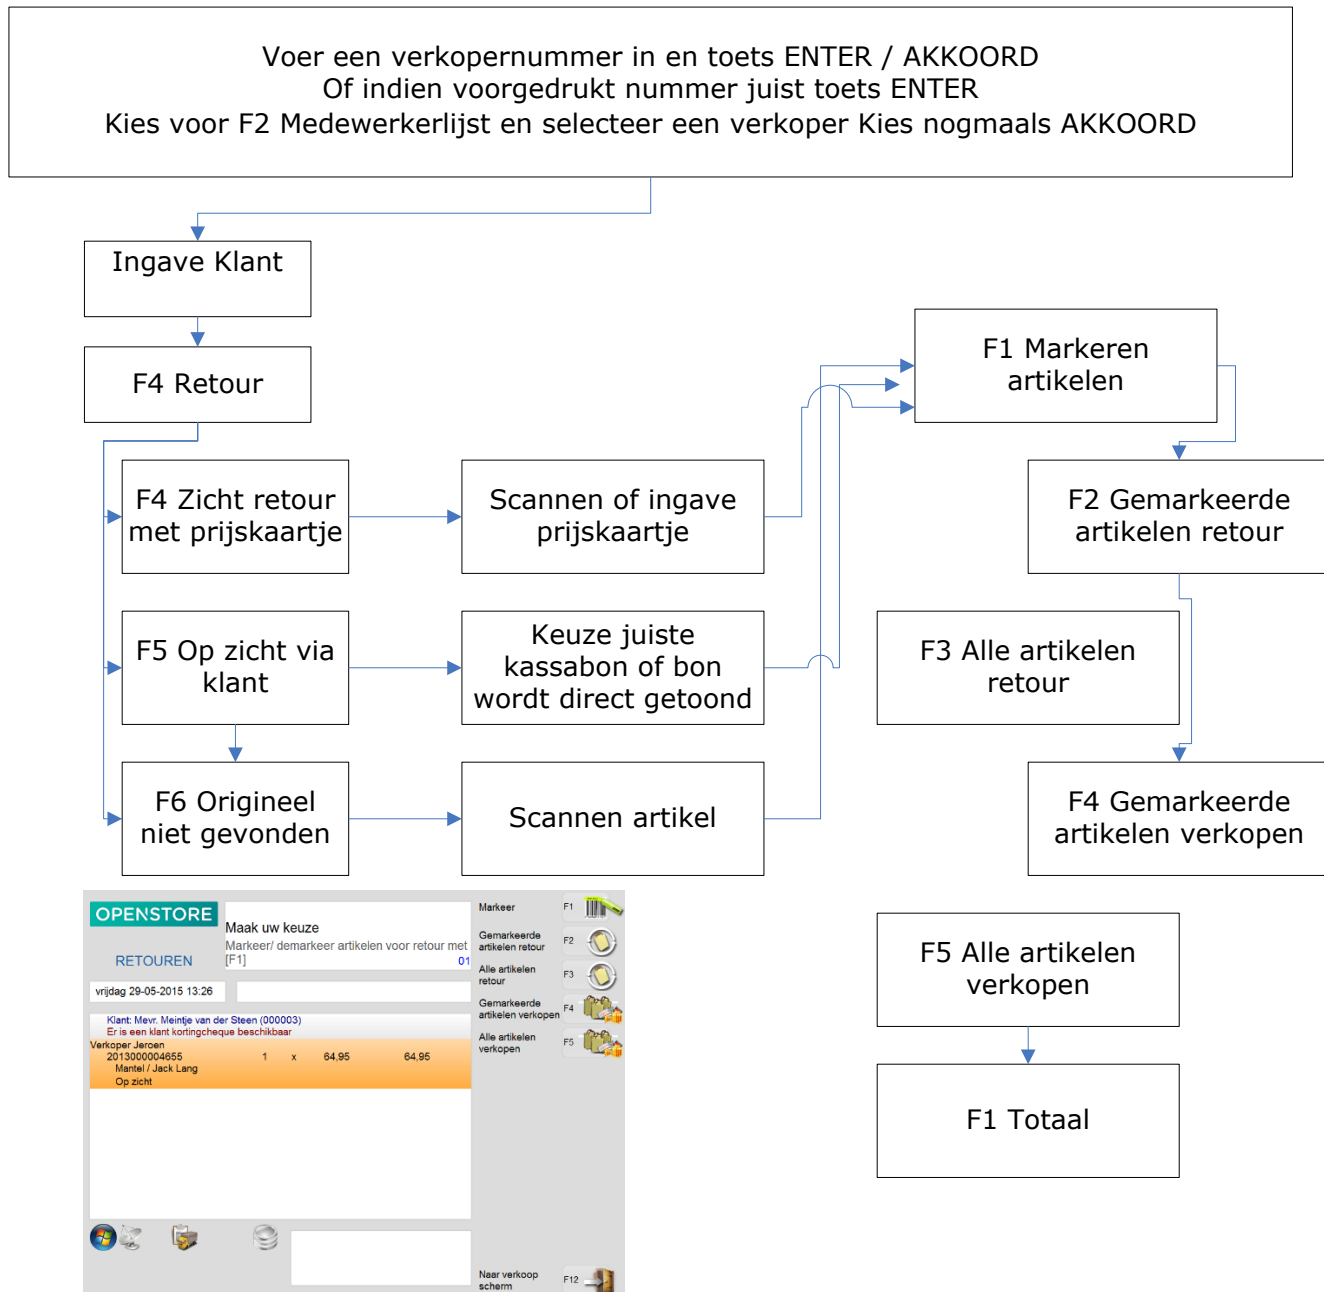 Voer een verkopernummer in en toets ENTER / AKKOORD
Of indien voorgedrukt nummer juist toets ENTER
Kies voor F2 Medewerkerlijst en selecteer een verkoper Kies nogmaals AKKOORD
Ingave Klant
F4 Retour
F1 Markeren
artikelen
F4 Zicht retour
met prijskaartje
Scannen of ingave
prijskaartje
F2 Gemarkeerde
artikelen retour
F5 Op zicht via
klant
Keuze juiste
kassabon of bon
wordt direct getoond
F3 Alle artikelen
retour
F6 Origineel
niet gevonden
Scannen artikel
F4 Gemarkeerde
artikelen verkopen
F5 Alle artikelen
verkopen
F1 Totaal
OPENSTORE
RETOUREN
Maak uw keuze
Markeer/ demarkeer artikelen voor retour met
[F1]
01
vrijdag 29-05-2015 13:26
Klant: Mevr. Meintje van der Steen (000003)
Er is een klant kortingcheque beschikbaar
Verkoper Jeroen
2013000004655 1 x 64,95 64,95
Mantel / Jack Lang
Op zicht
Markeer F1
Gemarkeerde
artikelen retour F2
Alle artikelen
retour F3
Gemarkeerde
artikelen verkopen F4
Alle artikelen
verkopen F5
Naar verkoop
scherm F12